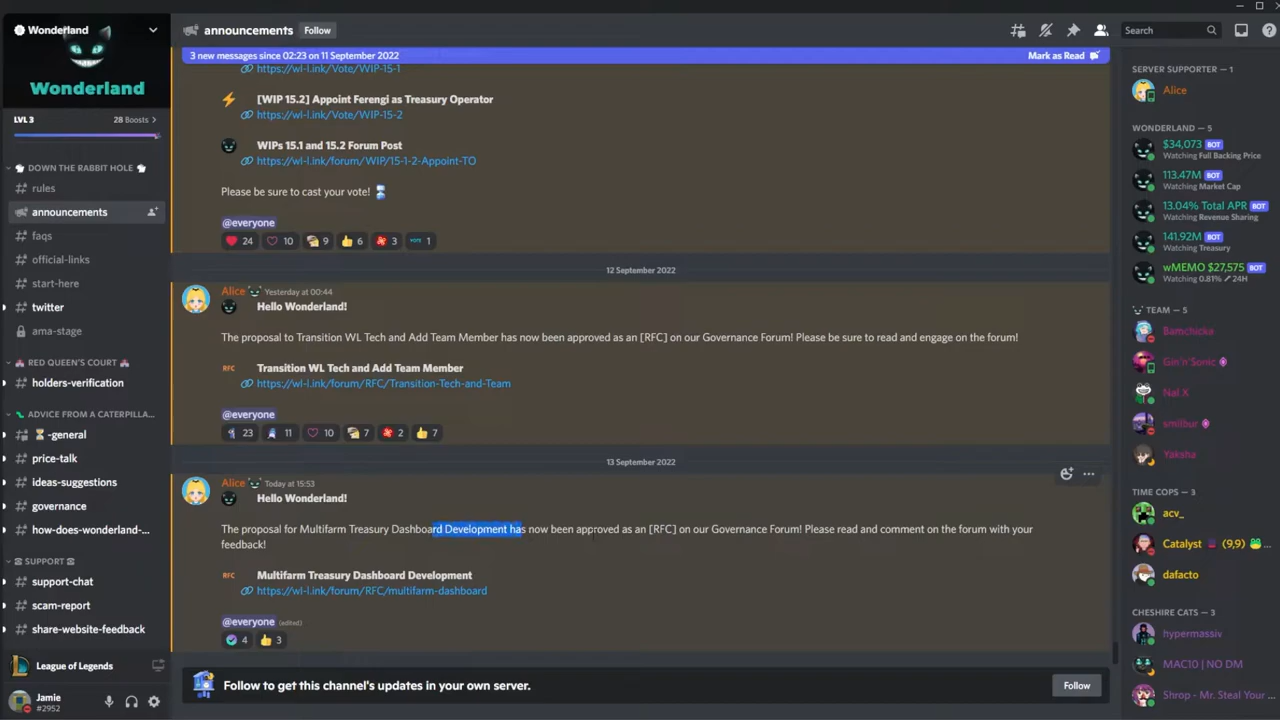 Wonderland
Wonderland
LVL 3
28 Boosts
DOWN THE RABBIT HOLE
rules
announcements
faqs
official-links
start-here
twitter
ama-stage
RED QUEEN'S COURT
holders-verification
ADVICE FROM A CATERPILLA...
-general
price-talk
ideas-suggestions
governance
how-does-wonderland-...
SUPPORT
support-chat
scam-report
share-website-feedback
League of Legends
Jamie
#2952
announcements
Follow
Search
3 new messages since 02:23 on 11 September 2022
Mark as Read
https://wl-l.ink/Vote/WIP-15-1
[WIP 15.2] Appoint Ferengi as Treasury Operator
https://wl-l.ink/Vote/WIP-15-2
WIPs 15.1 and 15.2 Forum Post
https://wl-l.ink/forum/WIP/15-1-2-Appoint-TO
Please be sure to cast your vote!
@everyone
24 10 9 6 3 VOTE 1
12 September 2022
Alice Yesterday at 00:44
Hello Wonderland!
The proposal to Transition WL Tech and Add Team Member has now been approved as an [RFC] on our Governance Forum! Please be sure to read and engage on the forum!
RFC Transition WL Tech and Add Team Member
https://wl-l.ink/forum/RFC/Transition-Tech-and-Team
@everyone
23 11 10 7 2 7
13 September 2022
Alice Today at 15:53
Hello Wonderland!
The proposal for Multifarm Treasury Dashboard Development has now been approved as an [RFC] on our Governance Forum! Please read and comment on the forum with your
feedback!
RFC Multifarm Treasury Dashboard Development
https://wl-l.ink/forum/RFC/multifarm-dashboard
@everyone (edited)
4 3
Follow to get this channel's updates in your own server.
Follow
SERVER SUPPORTER — 1
Alice
WONDERLAND — 5
$34,073 BOT
Watching Full Backing Price
113.47M BOT
Watching Market Cap
13.04% Total APR BOT
Watching Revenue Sharing
141.92M BOT
Watching Treasury
wMEMO $27,575 BOT
Watching 0.81% 24H
TEAM — 5
Bamchicka
Gin'n'Sonic
Nal X
smilbur
Yaksha
TIME COPS — 3
acv_
Catalyst (9,9) ...
dafacto
CHESHIRE CATS — 3
hypermassiv
MAC10 | NO DM
Shrop - Mr. Steal Your ...